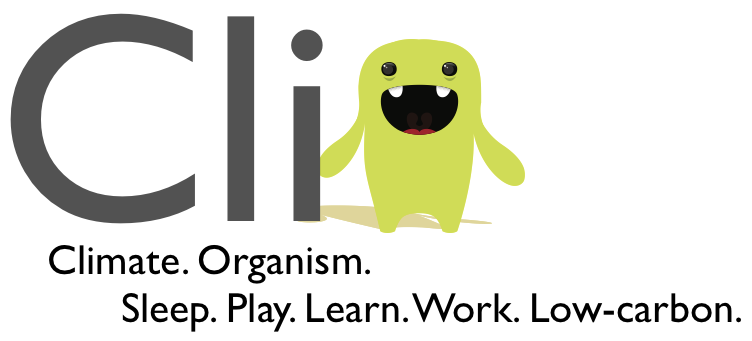 Cli
Climate. Organism.
Sleep. Play. Learn. Work. Low-carbon.